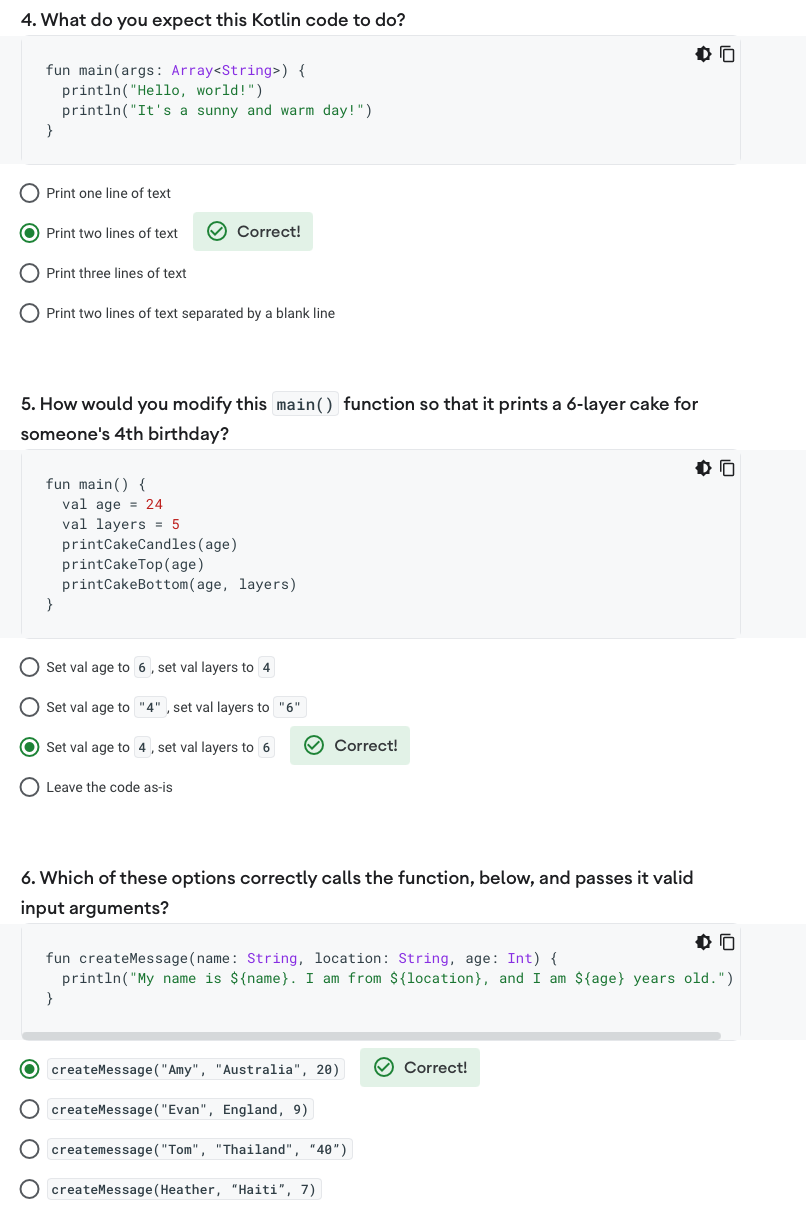 4. What do you expect this Kotlin code to do?
fun main(args: Array<String>) {
  println("Hello, world!")
  println("It's a sunny and warm day!")
}
Print one line of text
Print two lines of text Correct!
Print three lines of text
Print two lines of text separated by a blank line
5. How would you modify this main() function so that it prints a 6-layer cake for
someone's 4th birthday?
fun main() {
  val age = 24
  val layers = 5
  printCakeCandles(age)
  printCakeTop(age)
  printCakeBottom(age, layers)
}
Set val age to 6, set val layers to 4
Set val age to "4", set val layers to "6"
Set val age to 4, set val layers to 6 Correct!
Leave the code as-is
6. Which of these options correctly calls the function, below, and passes it valid
input arguments?
fun createMessage(name: String, location: String, age: Int) {
  println("My name is ${name}. I am from ${location}, and I am ${age} years old.")
}
createMessage("Amy", "Australia", 20) Correct!
createMessage("Evan", England, 9)
createmessage("Tom", "Thailand", “40”)
createMessage(Heather, “Haiti”, 7)